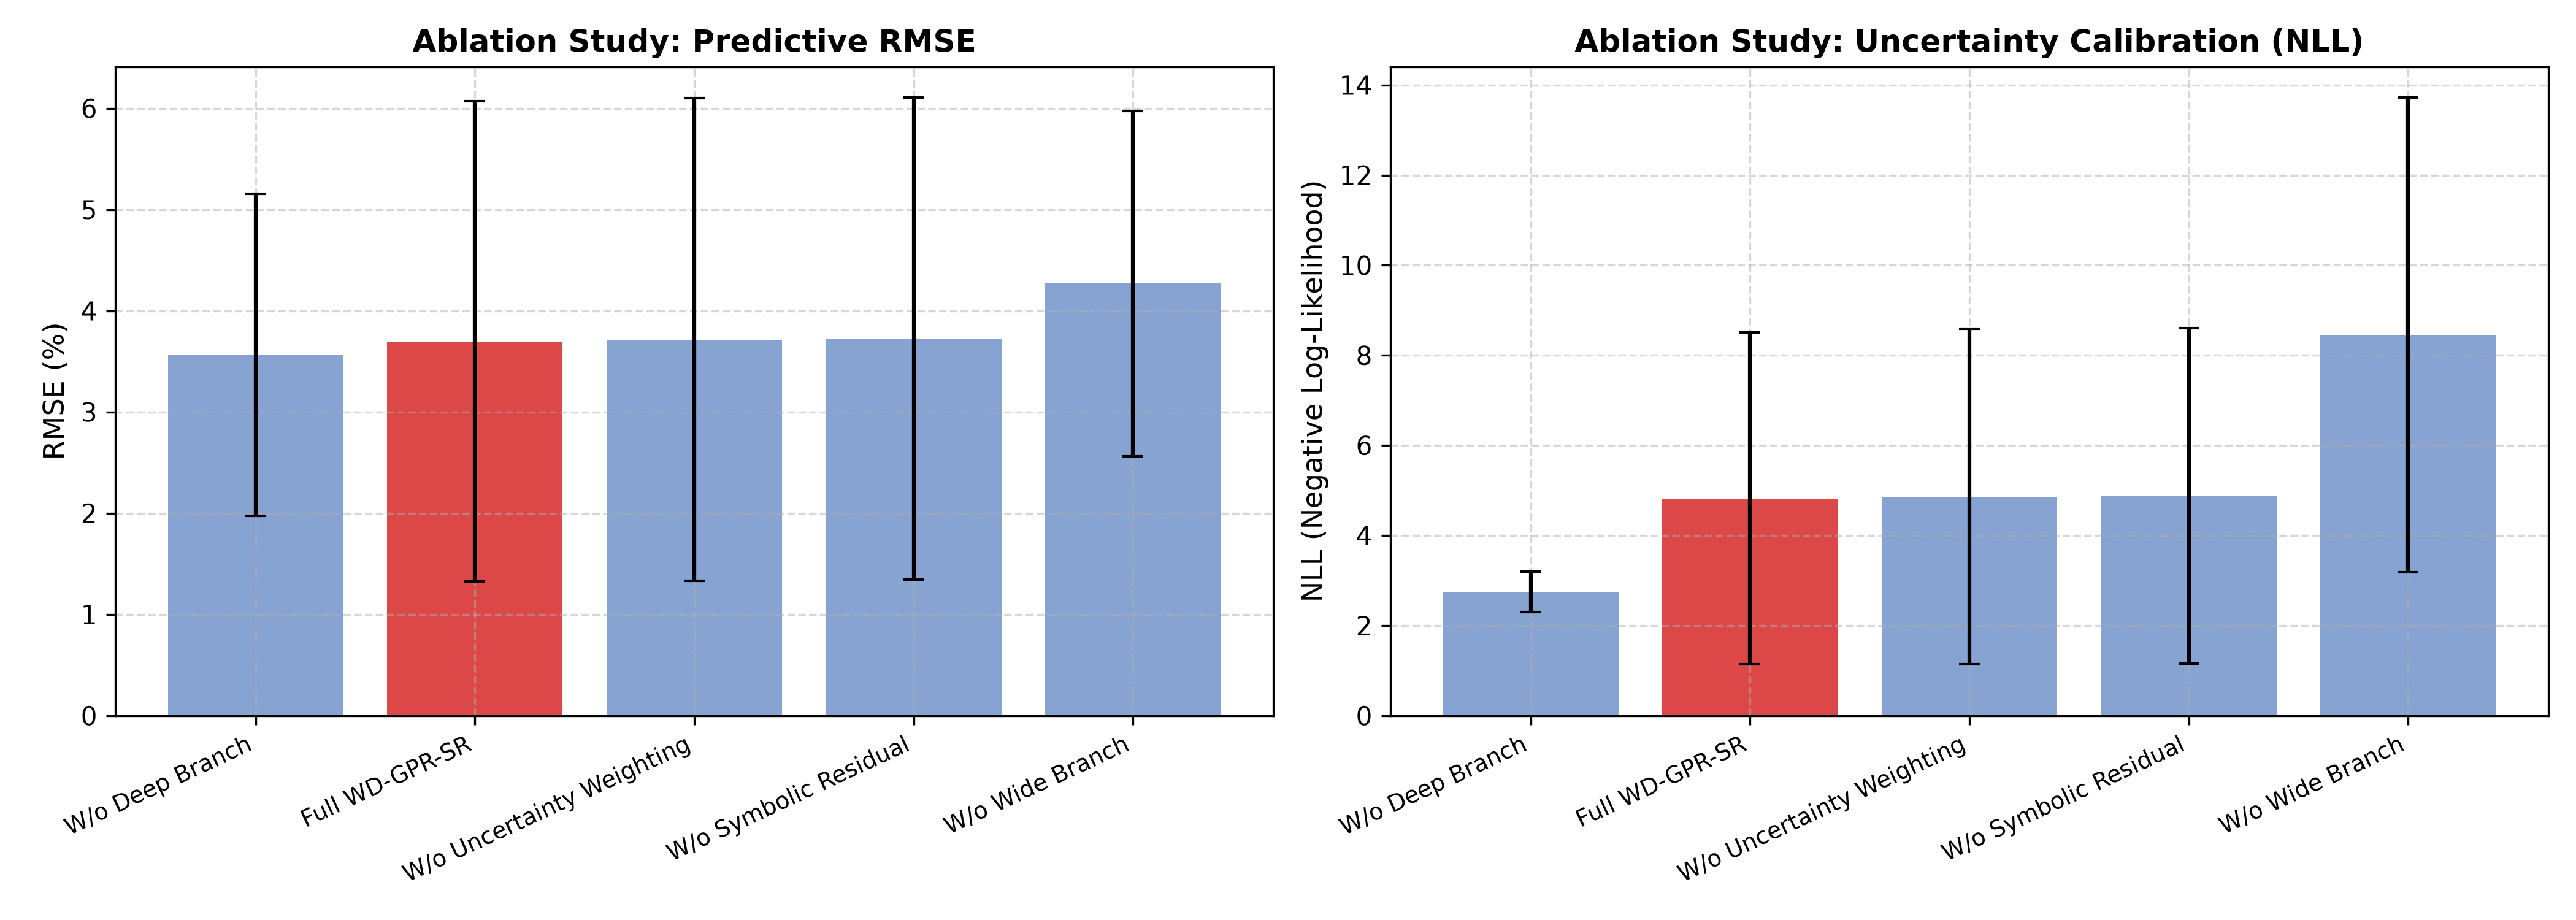 Ablation Study: Predictive RMSE
RMSE (%)
6
5
4
3
2
1
0
W/o Deep Branch
Full WD-GPR-SR
W/o Uncertainty Weighting
W/o Symbolic Residual
W/o Wide Branch
Ablation Study: Uncertainty Calibration (NLL)
NLL (Negative Log-Likelihood)
14
12
10
8
6
4
2
0
W/o Deep Branch
Full WD-GPR-SR
W/o Uncertainty Weighting
W/o Symbolic Residual
W/o Wide Branch